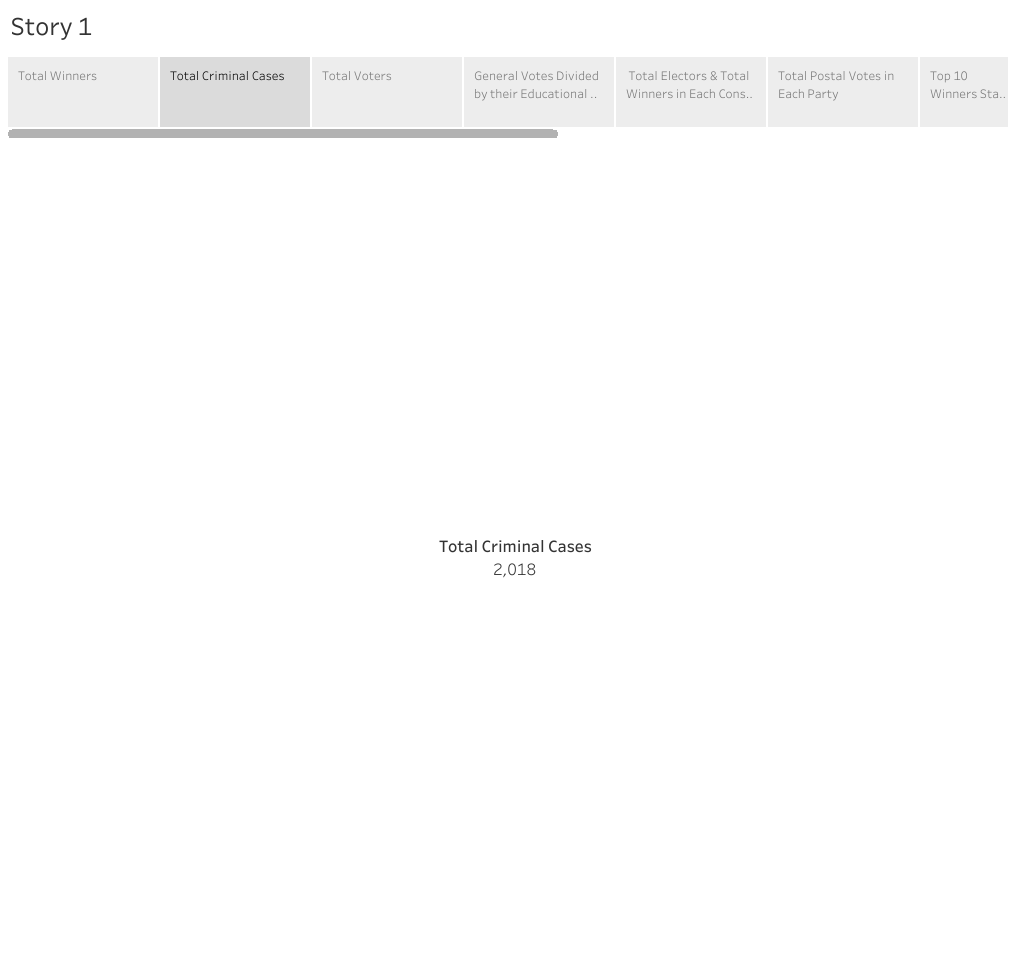 Story 1
Total Winners
Total Criminal Cases
Total Voters
General Votes Divided
by their Educational ..
Total Electors & Total
Winners in Each Cons..
Total Postal Votes in
Each Party
Top 10
Winners Sta..
Total Criminal Cases
2,018